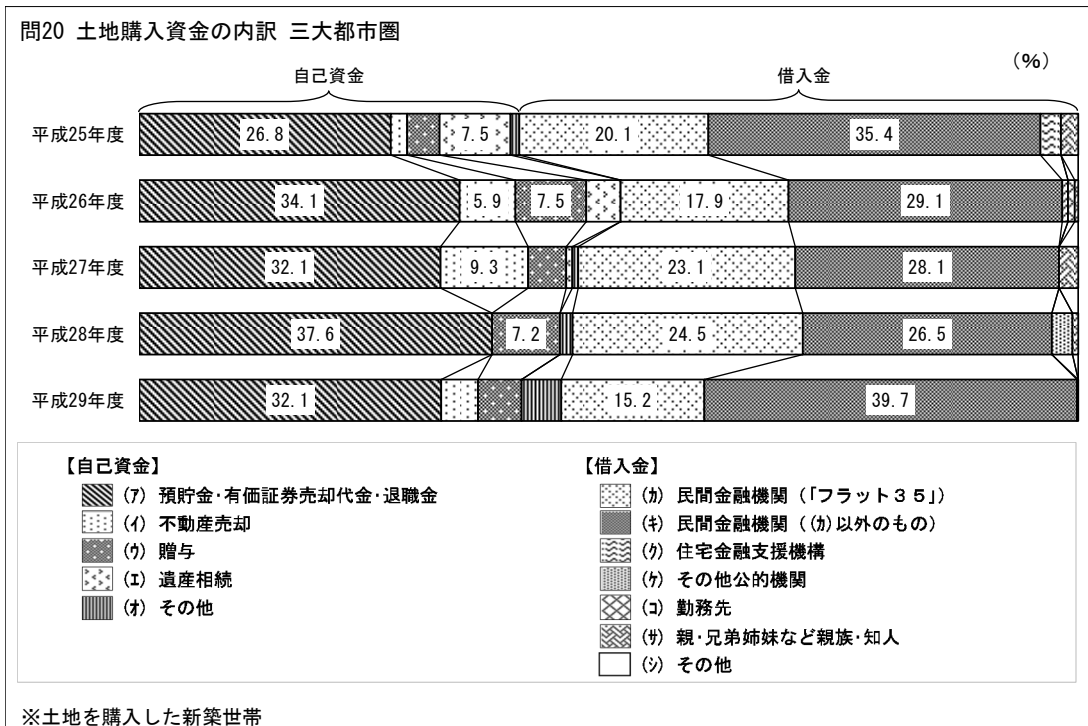 問20 土地購入資金の内訳 三大都市圏
(%)
自己資金 借入金
平成25年度 26.8 7.5 20.1 35.4
平成26年度 34.1 5.9 7.5 17.9 29.1
平成27年度 32.1 9.3 23.1 28.1
平成28年度 37.6 7.2 24.5 26.5
平成29年度 32.1 15.2 39.7
【自己資金】
(ｱ) 預貯金･有価証券売却代金･退職金
(ｲ) 不動産売却
(ｳ) 贈与
(ｴ) 遺産相続
(ｵ) その他
【借入金】
(ｶ) 民間金融機関（｢フラット３５｣）
(ｷ) 民間金融機関（(ｶ)以外のもの）
(ｸ) 住宅金融支援機構
(ｹ) その他公的機関
(ｺ) 勤務先
(ｻ) 親･兄弟姉妹など親族･知人
(ｼ) その他
※土地を購入した新築世帯